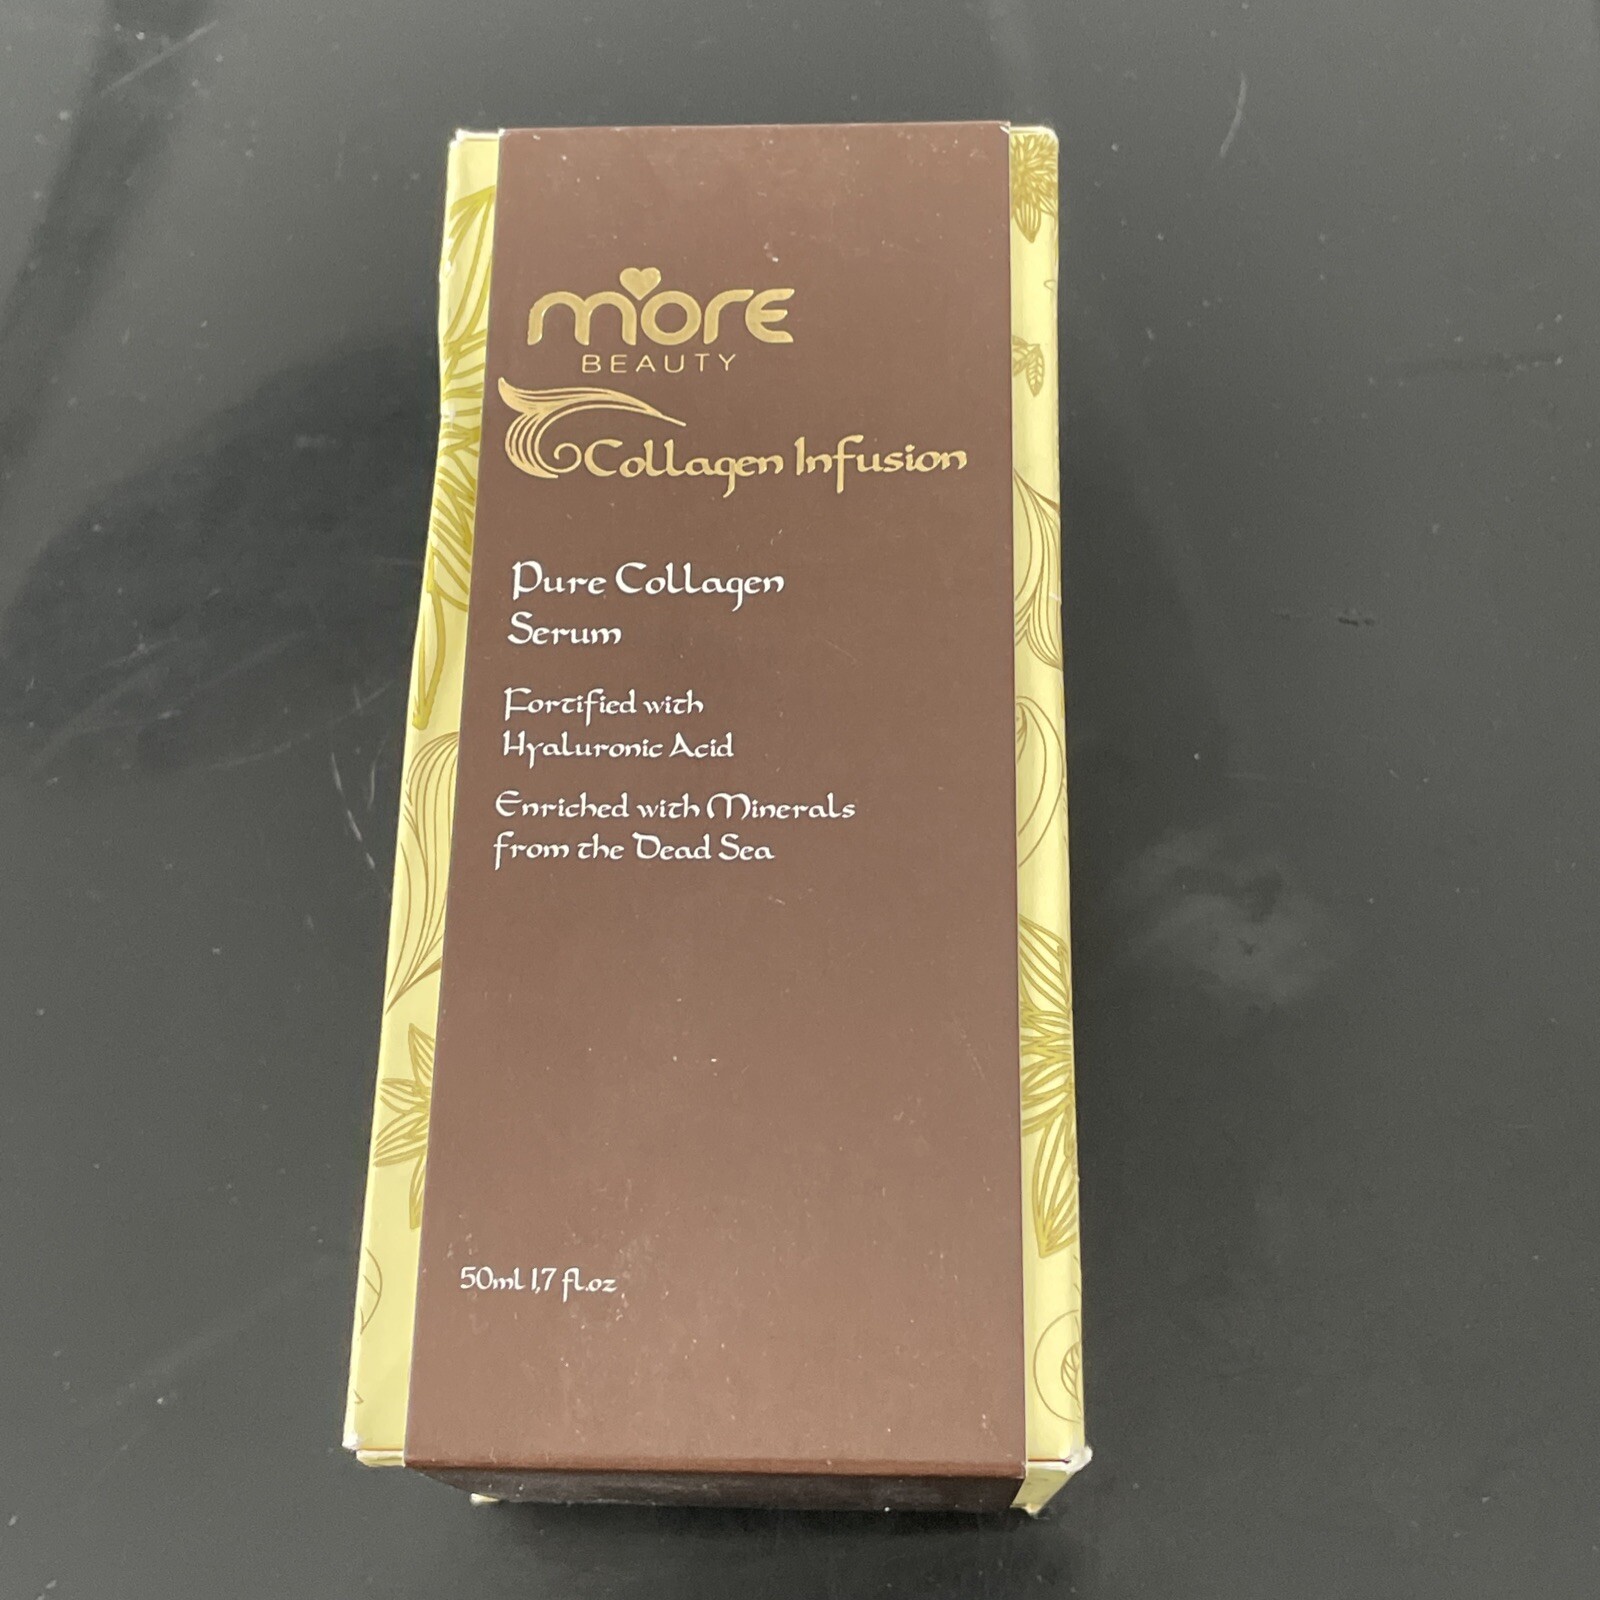 more
BEAUTY
Collagen Infusion
Pure Collagen
Serum
Fortified with
Hyaluronic Acid
Enriched with Minerals
from the Dead Sea
50ml 1,7 fl.oz